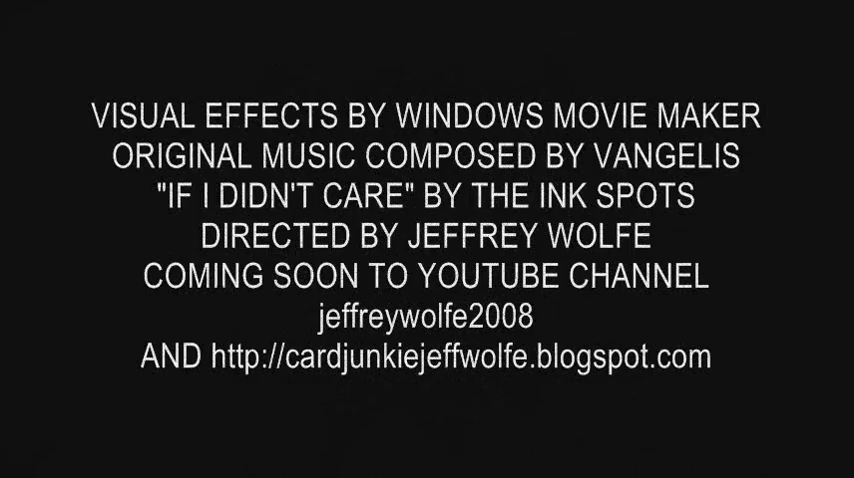 VISUAL EFFECTS BY WINDOWS MOVIE MAKER
ORIGINAL MUSIC COMPOSED BY VANGELIS
"IF I DIDN'T CARE" BY THE INK SPOTS
DIRECTED BY JEFFREY WOLFE
COMING SOON TO YOUTUBE CHANNEL
jeffreywolfe2008
AND http://cardjunkiejeffwolfe.blogspot.com